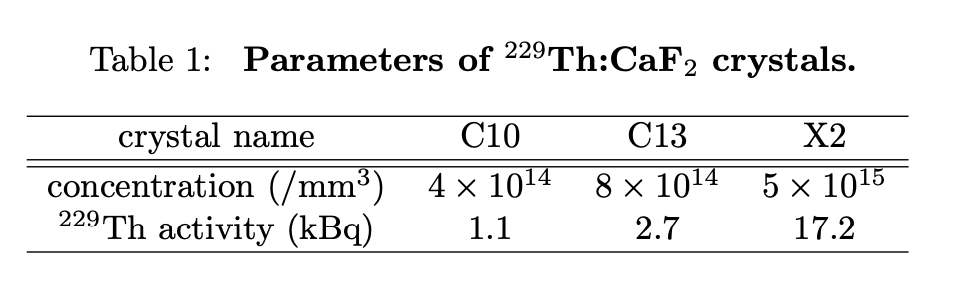 Table 1: Parameters of ²²⁹Th:CaF₂ crystals.
crystal name C10 C13 X2
concentration (/mm³) 4 × 10¹⁴ 8 × 10¹⁴ 5 × 10¹⁵
²²⁹Th activity (kBq) 1.1 2.7 17.2